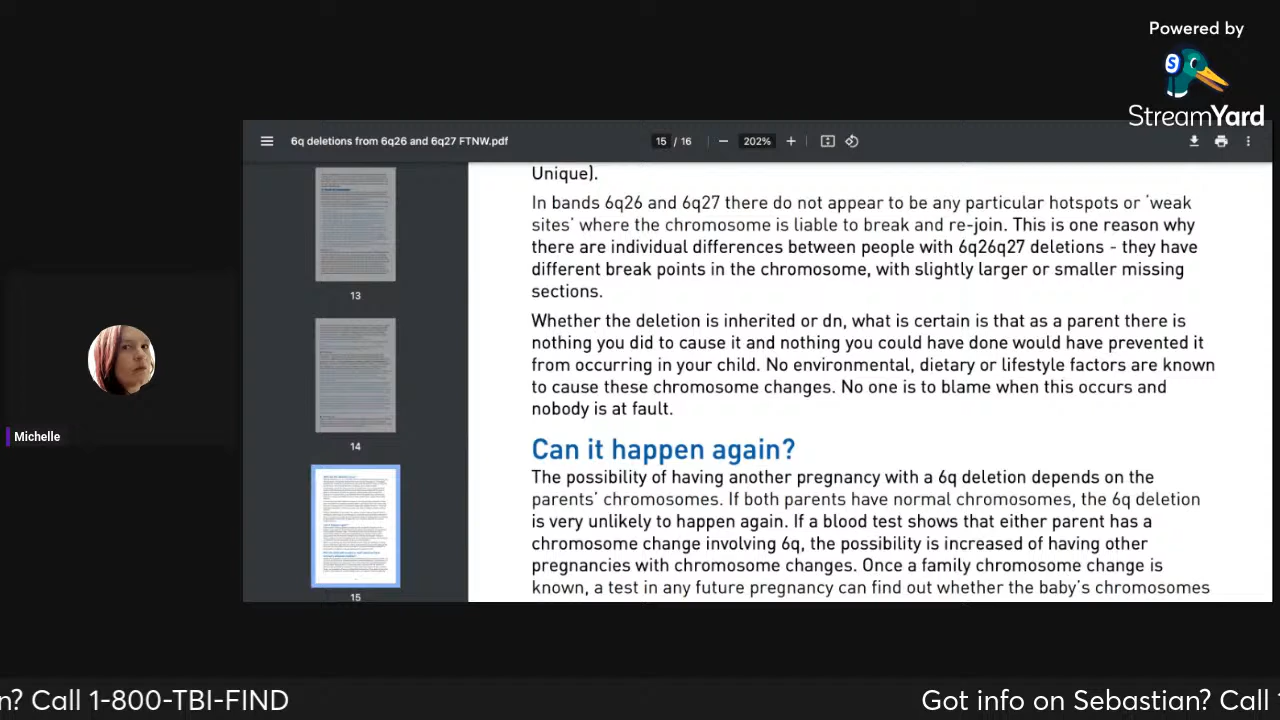 Powered by
S
StreamYard
6q deletions from 6q26 and 6q27 FTNW.pdf
15 / 16
202%
Unique).
In bands 6q26 and 6q27 there do not appear to be any particular hotspots or 'weak
sites' where the chromosome is liable to break and re-join. This is one reason why
there are individual differences between people with 6q26q27 deletions - they have
different break points in the chromosome, with slightly larger or smaller missing
sections.
Whether the deletion is inherited or dn, what is certain is that as a parent there is
nothing you did to cause it and nothing you could have done would have prevented it
from occurring in your child. No environmental, dietary or lifestyle factors are known
to cause these chromosome changes. No one is to blame when this occurs and
nobody is at fault.
Can it happen again?
The possibility of having another pregnancy with a 6q deletion depends on the
parents' chromosomes. If both parents have normal chromosomes, the 6q deletion
is very unlikely to happen again. If a blood test shows that either parent has a
chromosome change involving 6q, the possibility is increased of having other
pregnancies with chromosome changes. Once a family chromosome change is
known, a test in any future pregnancy can find out whether the baby's chromosomes
13
14
15
Michelle
n? Call 1-800-TBI-FIND
Got info on Sebastian? Call